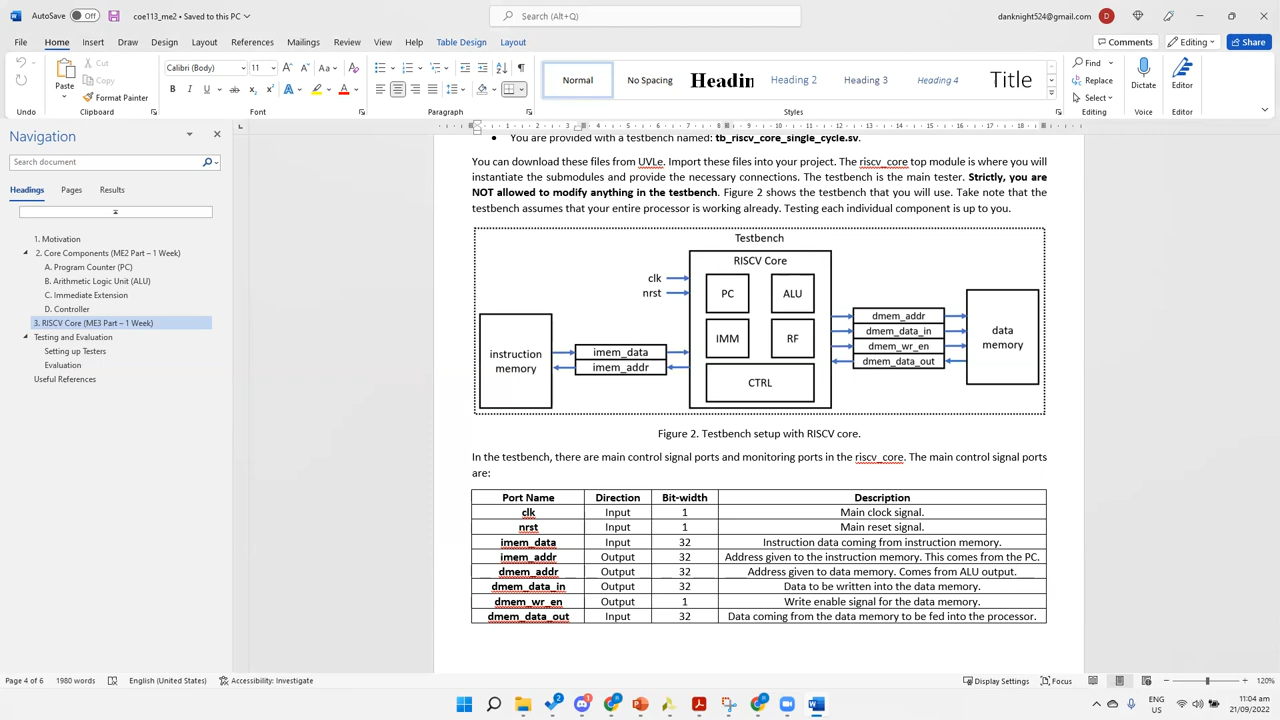 AutoSave Off coe113_me2 • Saved to this PC Search (Alt+Q) danknight524@gmail.com D
File Home Insert Draw Design Layout References Mailings Review View Help Table Design Layout Comments Editing Share
Paste Cut Copy Format Painter Calibri (Body) 11 Normal No Spacing Headin Heading 2 Heading 3 Heading 4 Title Find Replace Select Dictate Editor
Undo Clipboard Font Paragraph Styles Editing Voice Editor
Navigation
Search document
Headings Pages Results
1. Motivation
2. Core Components (ME2 Part – 1 Week)
A. Program Counter (PC)
B. Arithmetic Logic Unit (ALU)
C. Immediate Extension
D. Controller
3. RISCV Core (ME3 Part – 1 Week)
Testing and Evaluation
Setting up Testers
Evaluation
Useful References
• You are provided with a testbench named: tb_riscv_core_single_cycle.sv.
You can download these files from UVLe. Import these files into your project. The riscv_core top module is where you will
instantiate the submodules and provide the necessary connections. The testbench is the main tester. Strictly, you are
NOT allowed to modify anything in the testbench. Figure 2 shows the testbench that you will use. Take note that the
testbench assumes that your entire processor is working already. Testing each individual component is up to you.
Testbench
RISCV Core
clk
nrst
PC ALU
IMM RF
CTRL
instruction
memory
imem_data
imem_addr
dmem_addr
dmem_data_in
dmem_wr_en
dmem_data_out
data
memory
Figure 2. Testbench setup with RISCV core.
In the testbench, there are main control signal ports and monitoring ports in the riscv_core. The main control signal ports
are:
Port Name Direction Bit-width Description
clk Input 1 Main clock signal.
nrst Input 1 Main reset signal.
imem_data Input 32 Instruction data coming from instruction memory.
imem_addr Output 32 Address given to the instruction memory. This comes from the PC.
dmem_addr Output 32 Address given to data memory. Comes from ALU output.
dmem_data_in Output 32 Data to be written into the data memory.
dmem_wr_en Output 1 Write enable signal for the data memory.
dmem_data_out Input 32 Data coming from the data memory to be fed into the processor.
Page 4 of 6 1980 words English (United States) Accessibility: Investigate Display Settings Focus 120%
ENG
US
11:04 am
21/09/2022